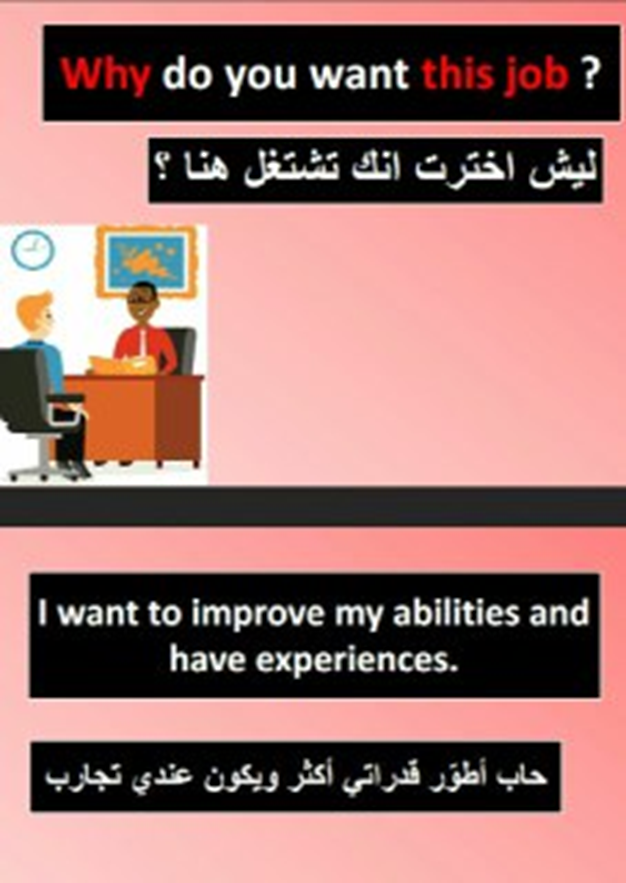 Why do you want this job ?
ليش اخترت انك تشتغل هنا ؟
I want to improve my abilities and
have experiences.
حاب أطوّر قدراتي أكثر ويكون عندي تجارب